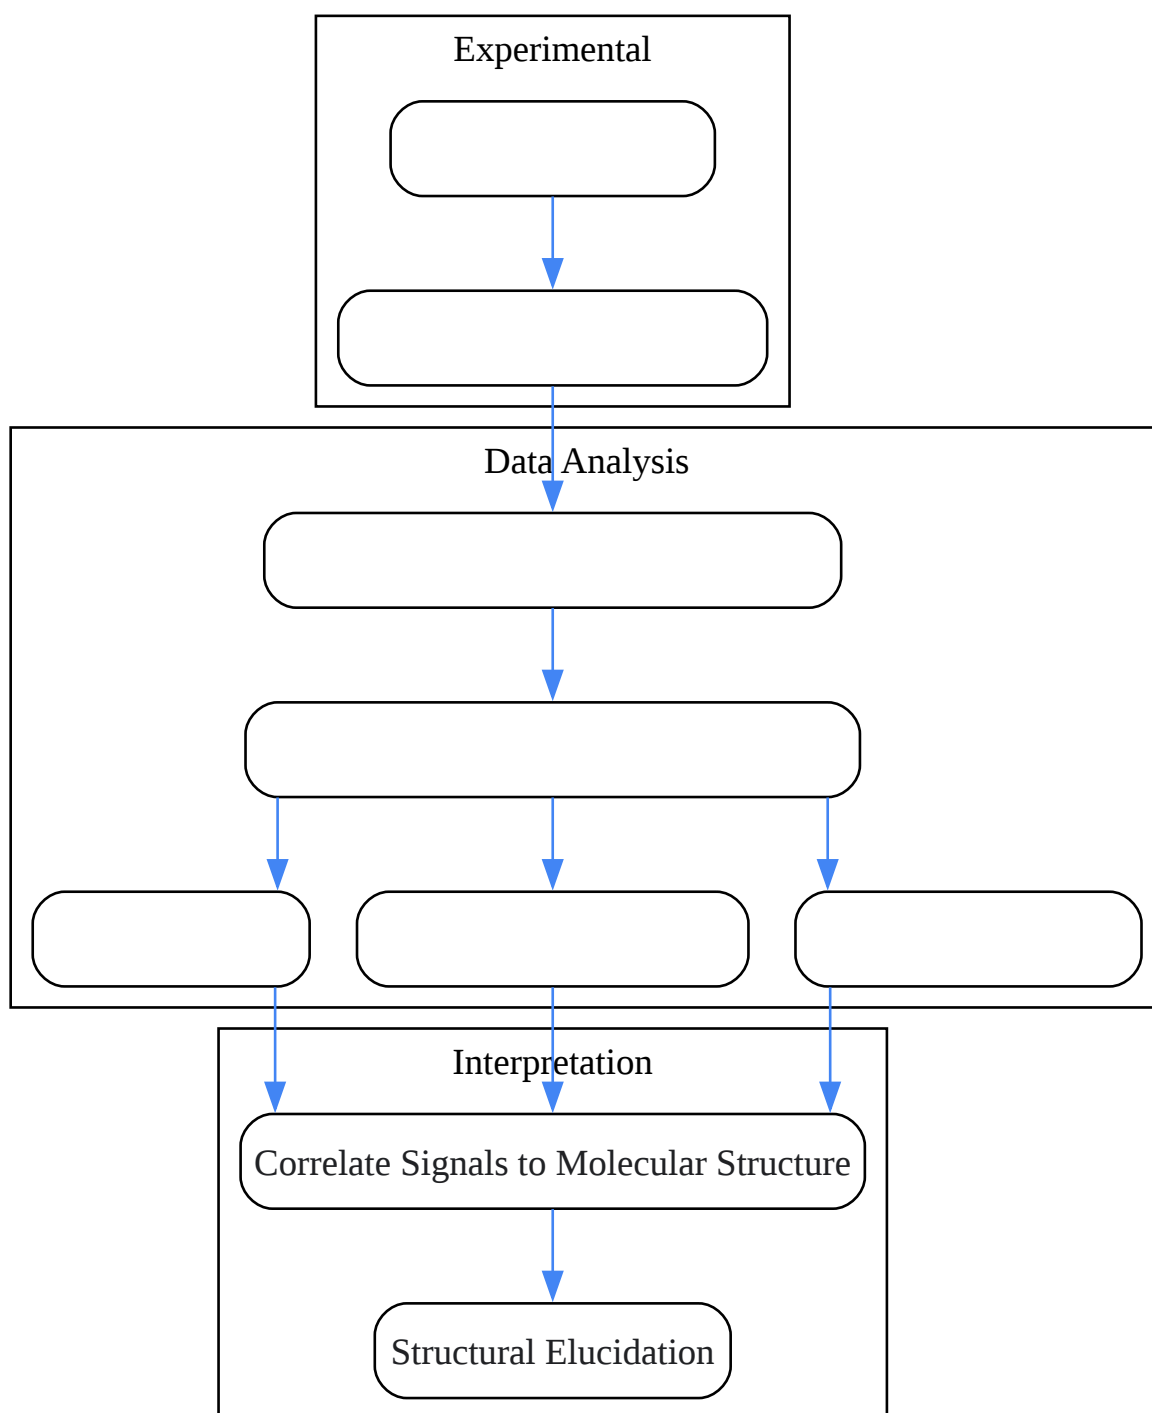 Experimental
Data Analysis
Interpretation
Correlate Signals to Molecular Structure
Structural Elucidation